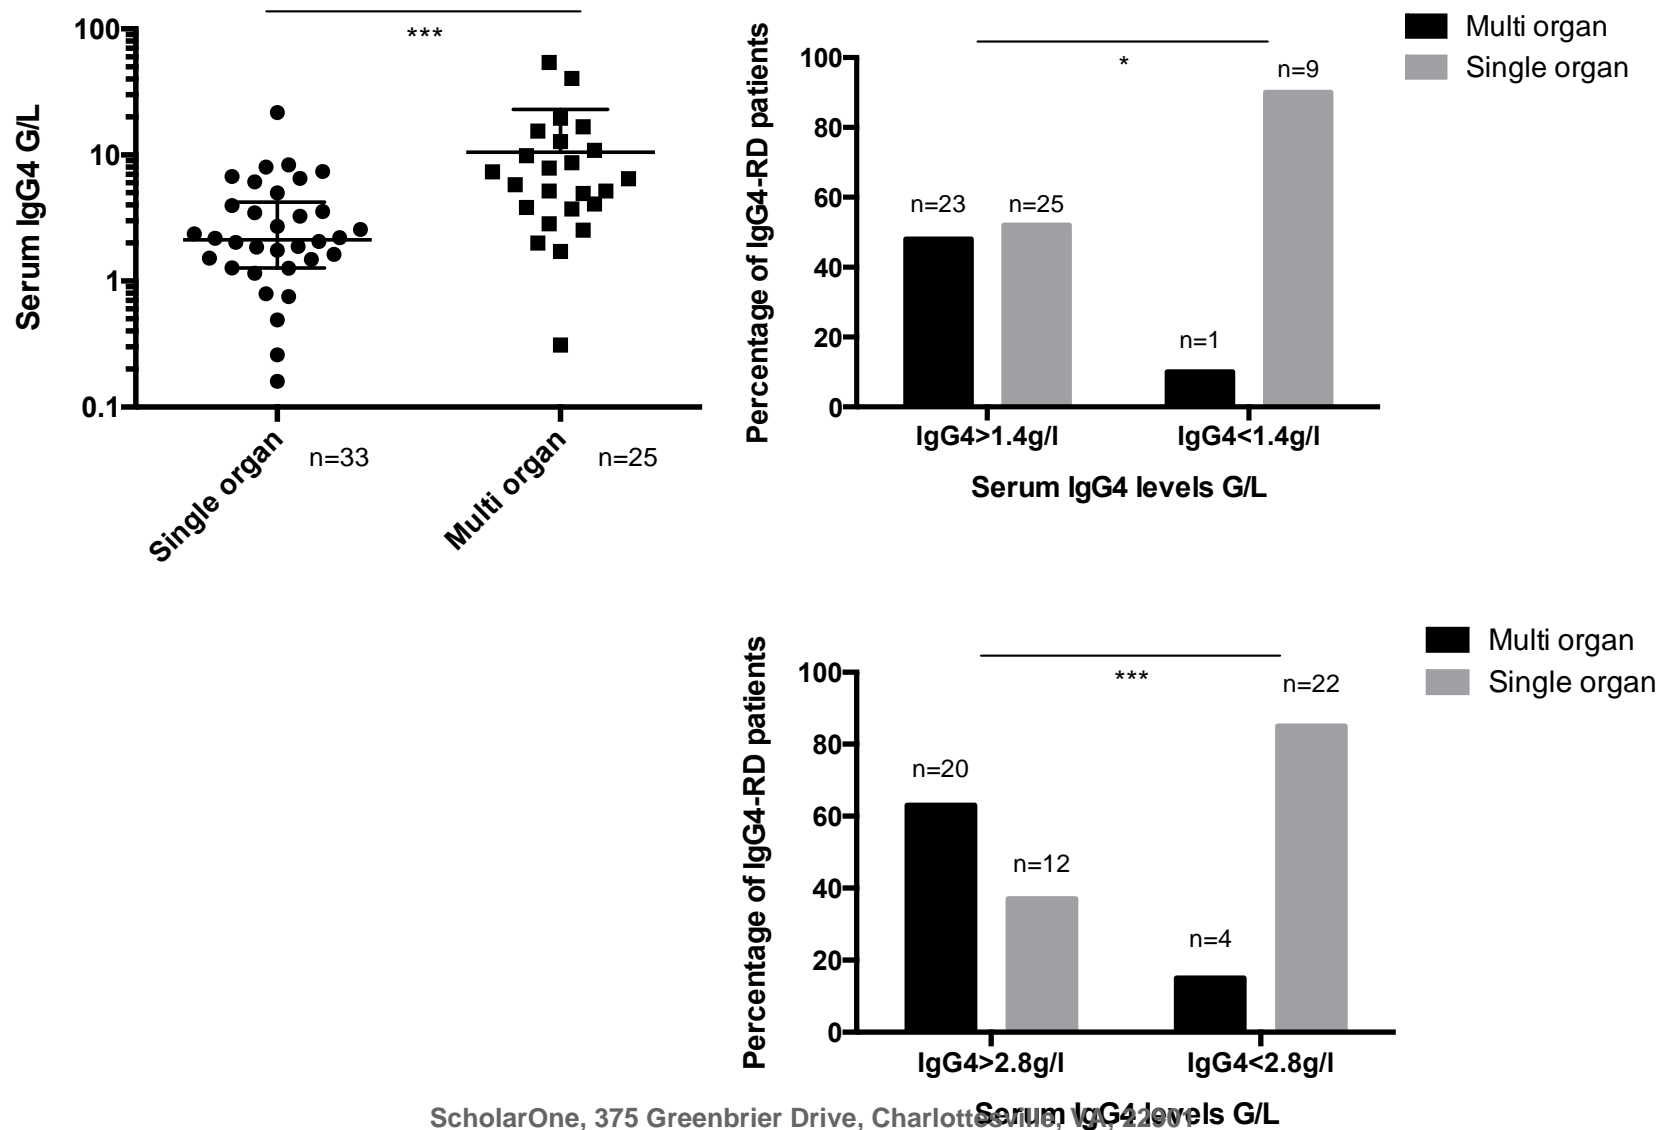 ***
100
10
1
0.1
Serum IgG4 G/L
Single organ
n=33
Multi organ
n=25
Multi organ
Single organ
*
100
80
60
40
20
0
Percentage of IgG4-RD patients
n=23
n=25
n=1
n=9
IgG4>1.4g/l
IgG4<1.4g/l
Serum IgG4 levels G/L
Multi organ
Single organ
***
100
80
60
40
20
0
Percentage of IgG4-RD patients
n=20
n=12
n=4
n=22
IgG4>2.8g/l
IgG4<2.8g/l
Serum IgG4 levels G/L
ScholarOne, 375 Greenbrier Drive, Charlottesville, VA, 22901